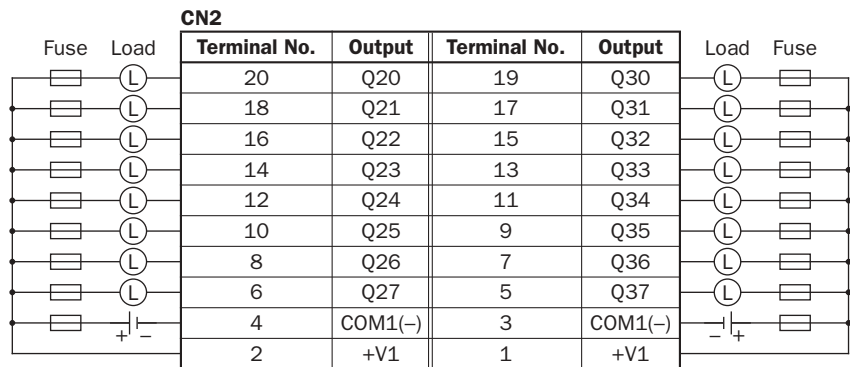 CN2
Fuse Load Terminal No. Output Terminal No. Output Load Fuse
L 20 Q20 19 Q30 L
L 18 Q21 17 Q31 L
L 16 Q22 15 Q32 L
L 14 Q23 13 Q33 L
L 12 Q24 11 Q34 L
L 10 Q25 9 Q35 L
L 8 Q26 7 Q36 L
L 6 Q27 5 Q37 L
+ – 4 COM1(–) 3 COM1(–) – +
2 +V1 1 +V1